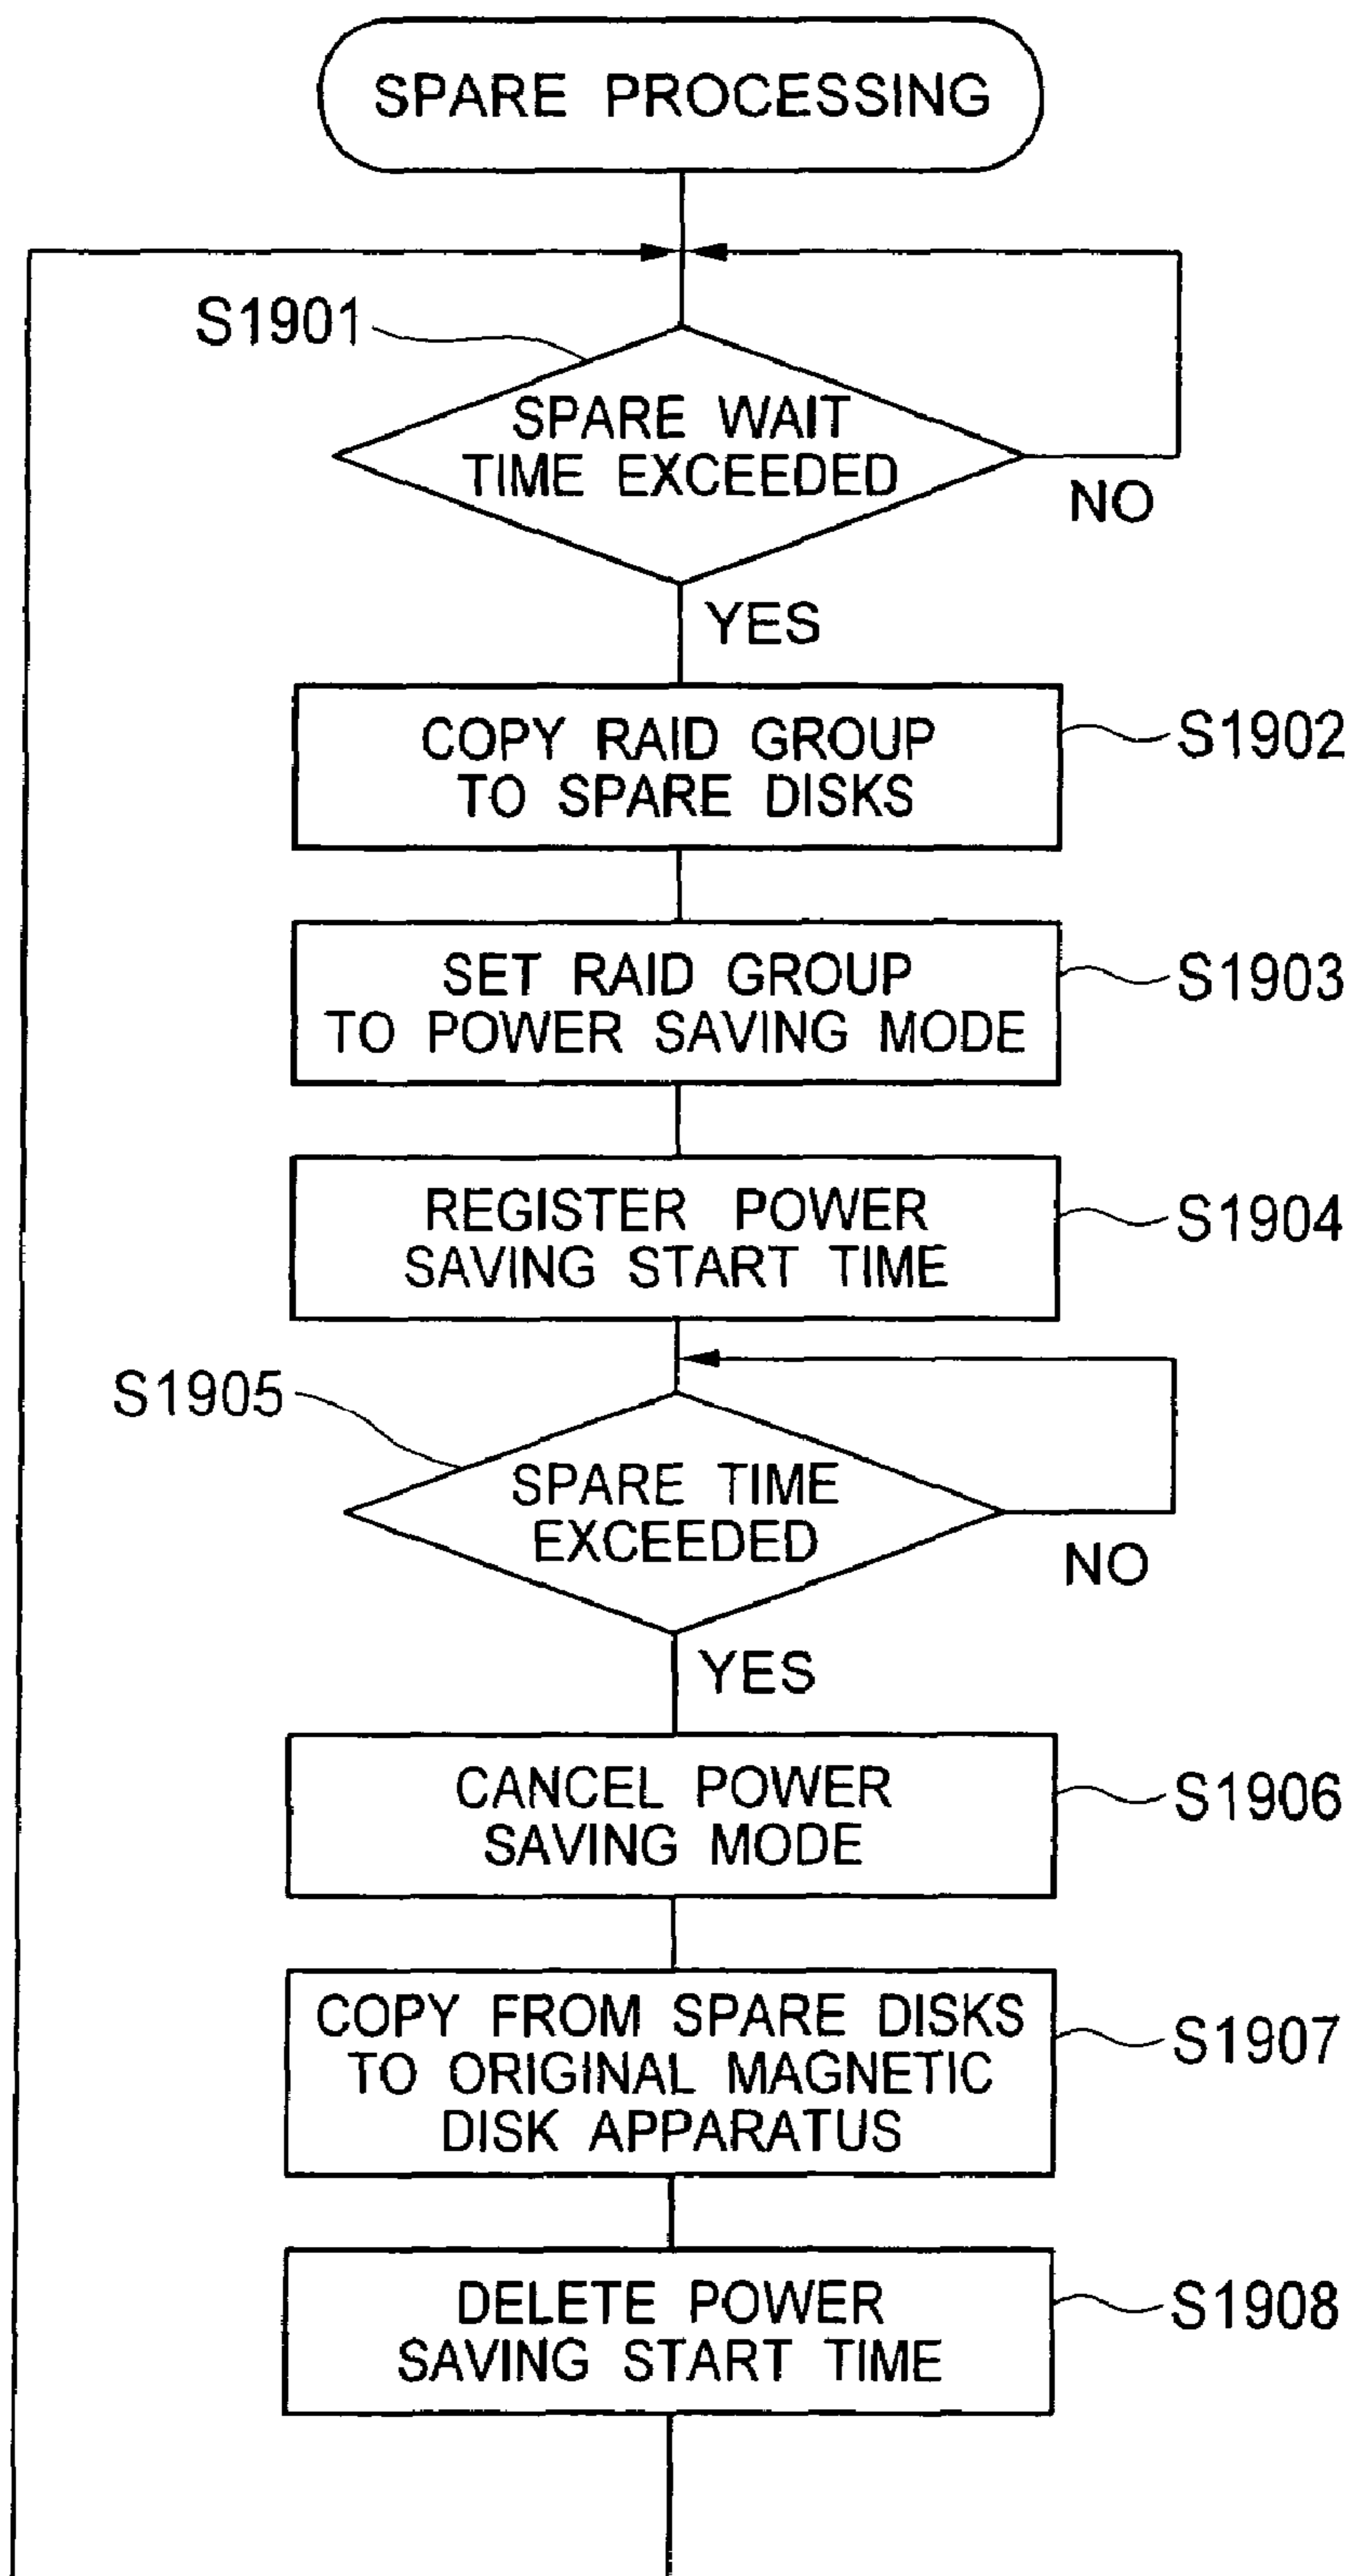 SPARE PROCESSING
S1901
SPARE WAIT
TIME EXCEEDED
NO
YES
COPY RAID GROUP
TO SPARE DISKS
S1902
SET RAID GROUP
TO POWER SAVING MODE
S1903
REGISTER POWER
SAVING START TIME
S1904
S1905
SPARE TIME
EXCEEDED
NO
YES
CANCEL POWER
SAVING MODE
S1906
COPY FROM SPARE DISKS
TO ORIGINAL MAGNETIC
DISK APPARATUS
S1907
DELETE POWER
SAVING START TIME
S1908